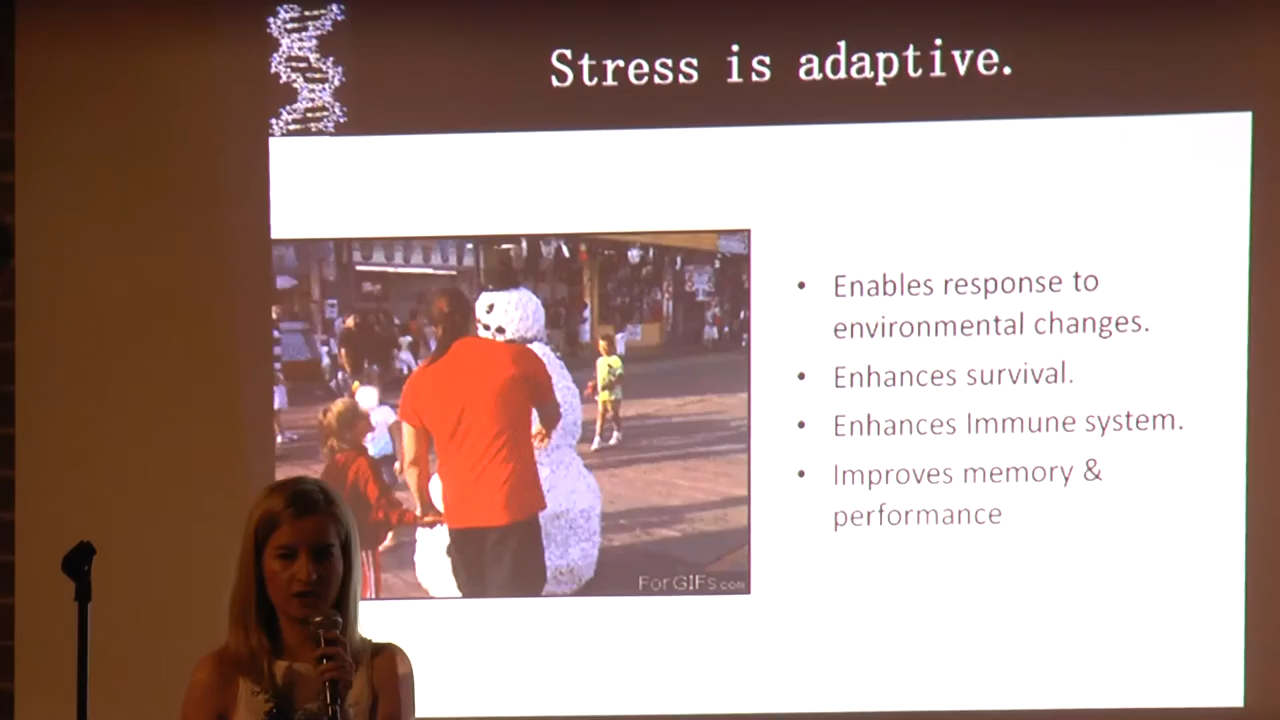 Stress is adaptive.
• Enables response to
environmental changes.
• Enhances survival.
• Enhances Immune system.
• Improves memory &
performance
ForGIFs.com